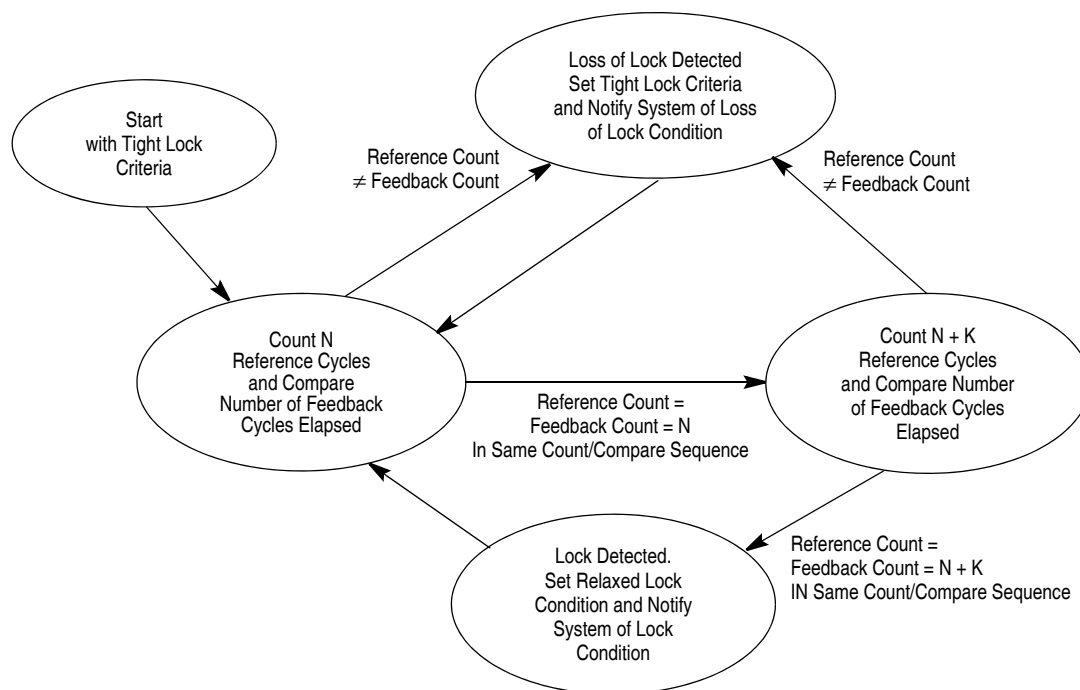 Loss of Lock Detected
Set Tight Lock Criteria
and Notify System of Loss
of Lock Condition
Start
with Tight Lock
Criteria
Reference Count
≠ Feedback Count
Reference Count
≠ Feedback Count
Count N
Reference Cycles
and Compare
Number of Feedback
Cycles Elapsed
Count N + K
Reference Cycles
and Compare Number
of Feedback Cycles
Elapsed
Reference Count =
Feedback Count = N
In Same Count/Compare Sequence
Lock Detected.
Set Relaxed Lock
Condition and Notify
System of Lock
Condition
Reference Count =
Feedback Count = N + K
IN Same Count/Compare Sequence